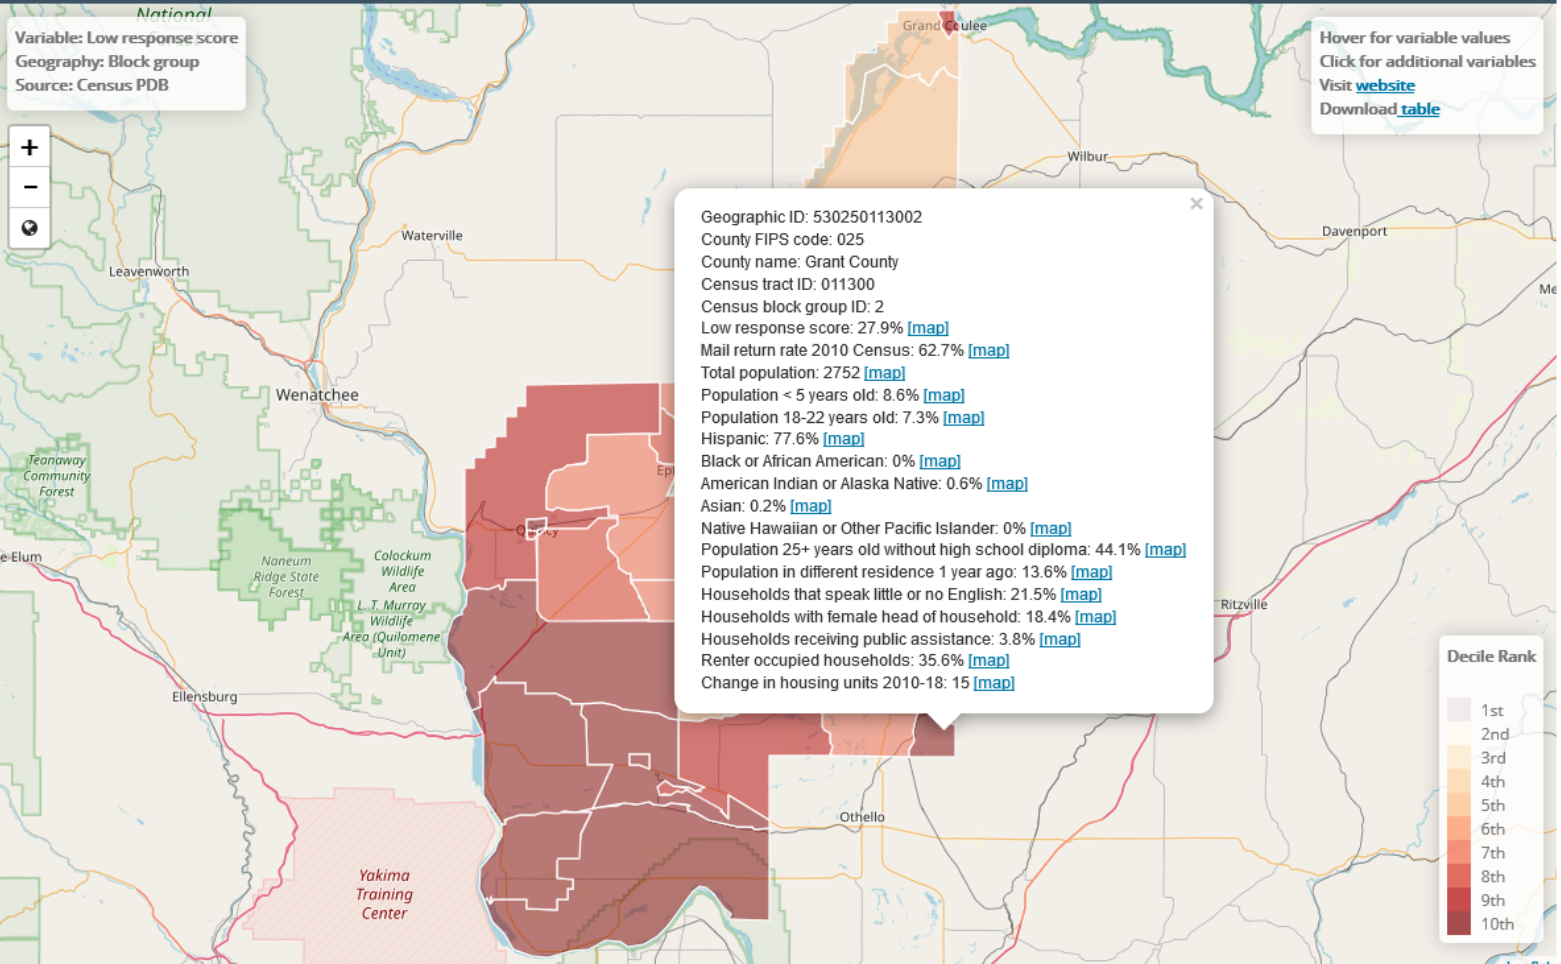 National
Variable: Low response score
Geography: Block group
Source: Census PDB
+
−
Hover for variable values
Click for additional variables
Visit website
Download table
Grand Coulee
Wilbur
Waterville
Davenport
Leavenworth
Wenatchee
Teanaway
Community
Forest
Naneum
Ridge State
Forest
Colockum
Wildlife
Area
L. T. Murray
Wildlife
Area (Quilomene
Unit)
Quincy
Ellensburg
Yakima
Training
Center
Othello
Ritzville
×
Geographic ID: 530250113002
County FIPS code: 025
County name: Grant County
Census tract ID: 011300
Census block group ID: 2
Low response score: 27.9% [map]
Mail return rate 2010 Census: 62.7% [map]
Total population: 2752 [map]
Population < 5 years old: 8.6% [map]
Population 18-22 years old: 7.3% [map]
Hispanic: 77.6% [map]
Black or African American: 0% [map]
American Indian or Alaska Native: 0.6% [map]
Asian: 0.2% [map]
Native Hawaiian or Other Pacific Islander: 0% [map]
Population 25+ years old without high school diploma: 44.1% [map]
Population in different residence 1 year ago: 13.6% [map]
Households that speak little or no English: 21.5% [map]
Households with female head of household: 18.4% [map]
Households receiving public assistance: 3.8% [map]
Renter occupied households: 35.6% [map]
Change in housing units 2010-18: 15 [map]
Decile Rank
1st
2nd
3rd
4th
5th
6th
7th
8th
9th
10th